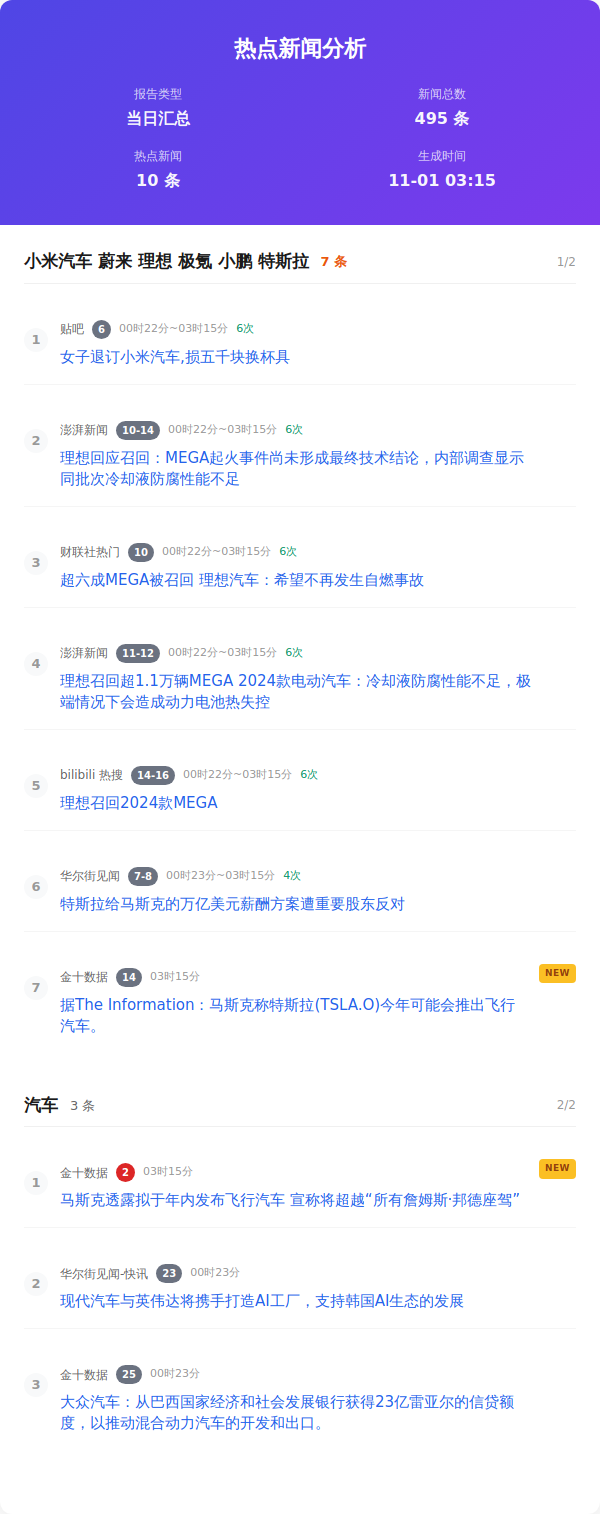 热点新闻分析
报告类型
当日汇总
新闻总数
495 条
热点新闻
10 条
生成时间
11-01 03:15
小米汽车 蔚来 理想 极氪 小鹏 特斯拉 7 条 1/2
1
贴吧 6 00时22分~03时15分 6次
女子退订小米汽车,损五千块换杯具
2
澎湃新闻 10-14 00时22分~03时15分 6次
理想回应召回：MEGA起火事件尚未形成最终技术结论，内部调查显示
同批次冷却液防腐性能不足
3
财联社热门 10 00时22分~03时15分 6次
超六成MEGA被召回 理想汽车：希望不再发生自燃事故
4
澎湃新闻 11-12 00时22分~03时15分 6次
理想召回超1.1万辆MEGA 2024款电动汽车：冷却液防腐性能不足，极
端情况下会造成动力电池热失控
5
bilibili 热搜 14-16 00时22分~03时15分 6次
理想召回2024款MEGA
6
华尔街见闻 7-8 00时23分~03时15分 4次
特斯拉给马斯克的万亿美元薪酬方案遭重要股东反对
7
金十数据 14 03时15分 NEW
据The Information：马斯克称特斯拉(TSLA.O)今年可能会推出飞行
汽车。
汽车 3 条 2/2
1
金十数据 2 03时15分 NEW
马斯克透露拟于年内发布飞行汽车 宣称将超越“所有詹姆斯·邦德座驾”
2
华尔街见闻-快讯 23 00时23分
现代汽车与英伟达将携手打造AI工厂，支持韩国AI生态的发展
3
金十数据 25 00时23分
大众汽车：从巴西国家经济和社会发展银行获得23亿雷亚尔的信贷额
度，以推动混合动力汽车的开发和出口。